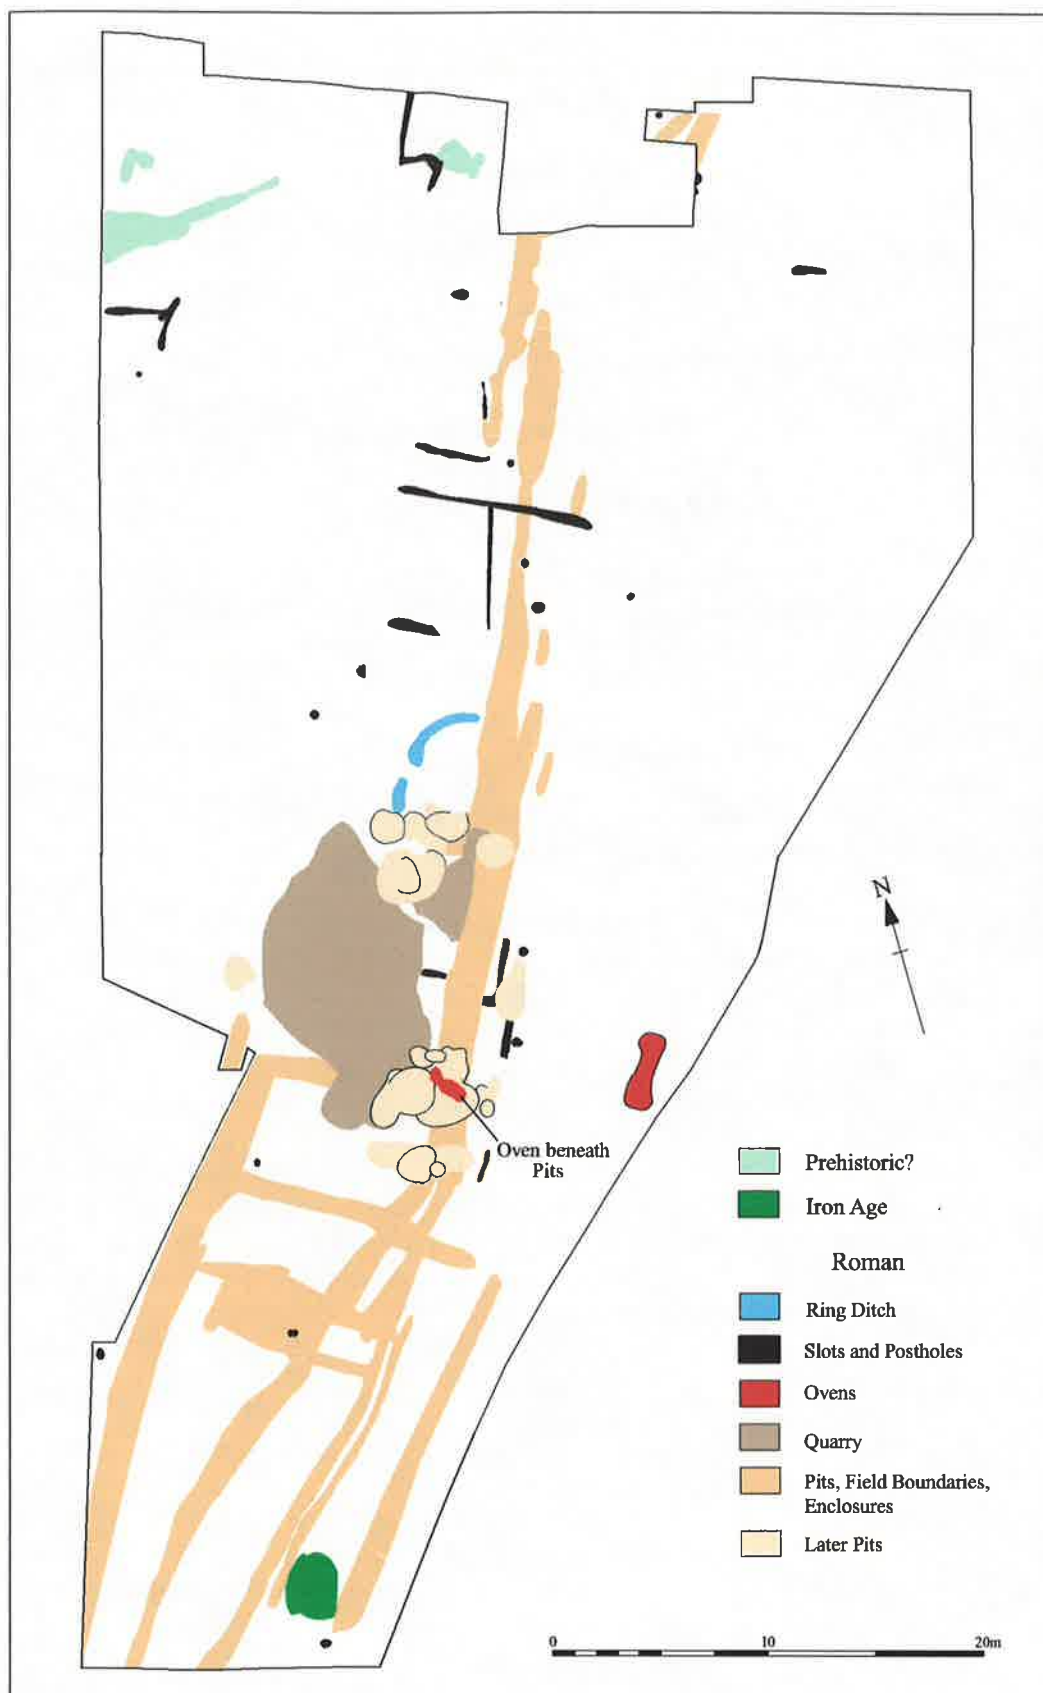 N
Oven beneath
Pits
Prehistoric?
Iron Age
Roman
Ring Ditch
Slots and Postholes
Ovens
Quarry
Pits, Field Boundaries,
Enclosures
Later Pits
0 10 20m